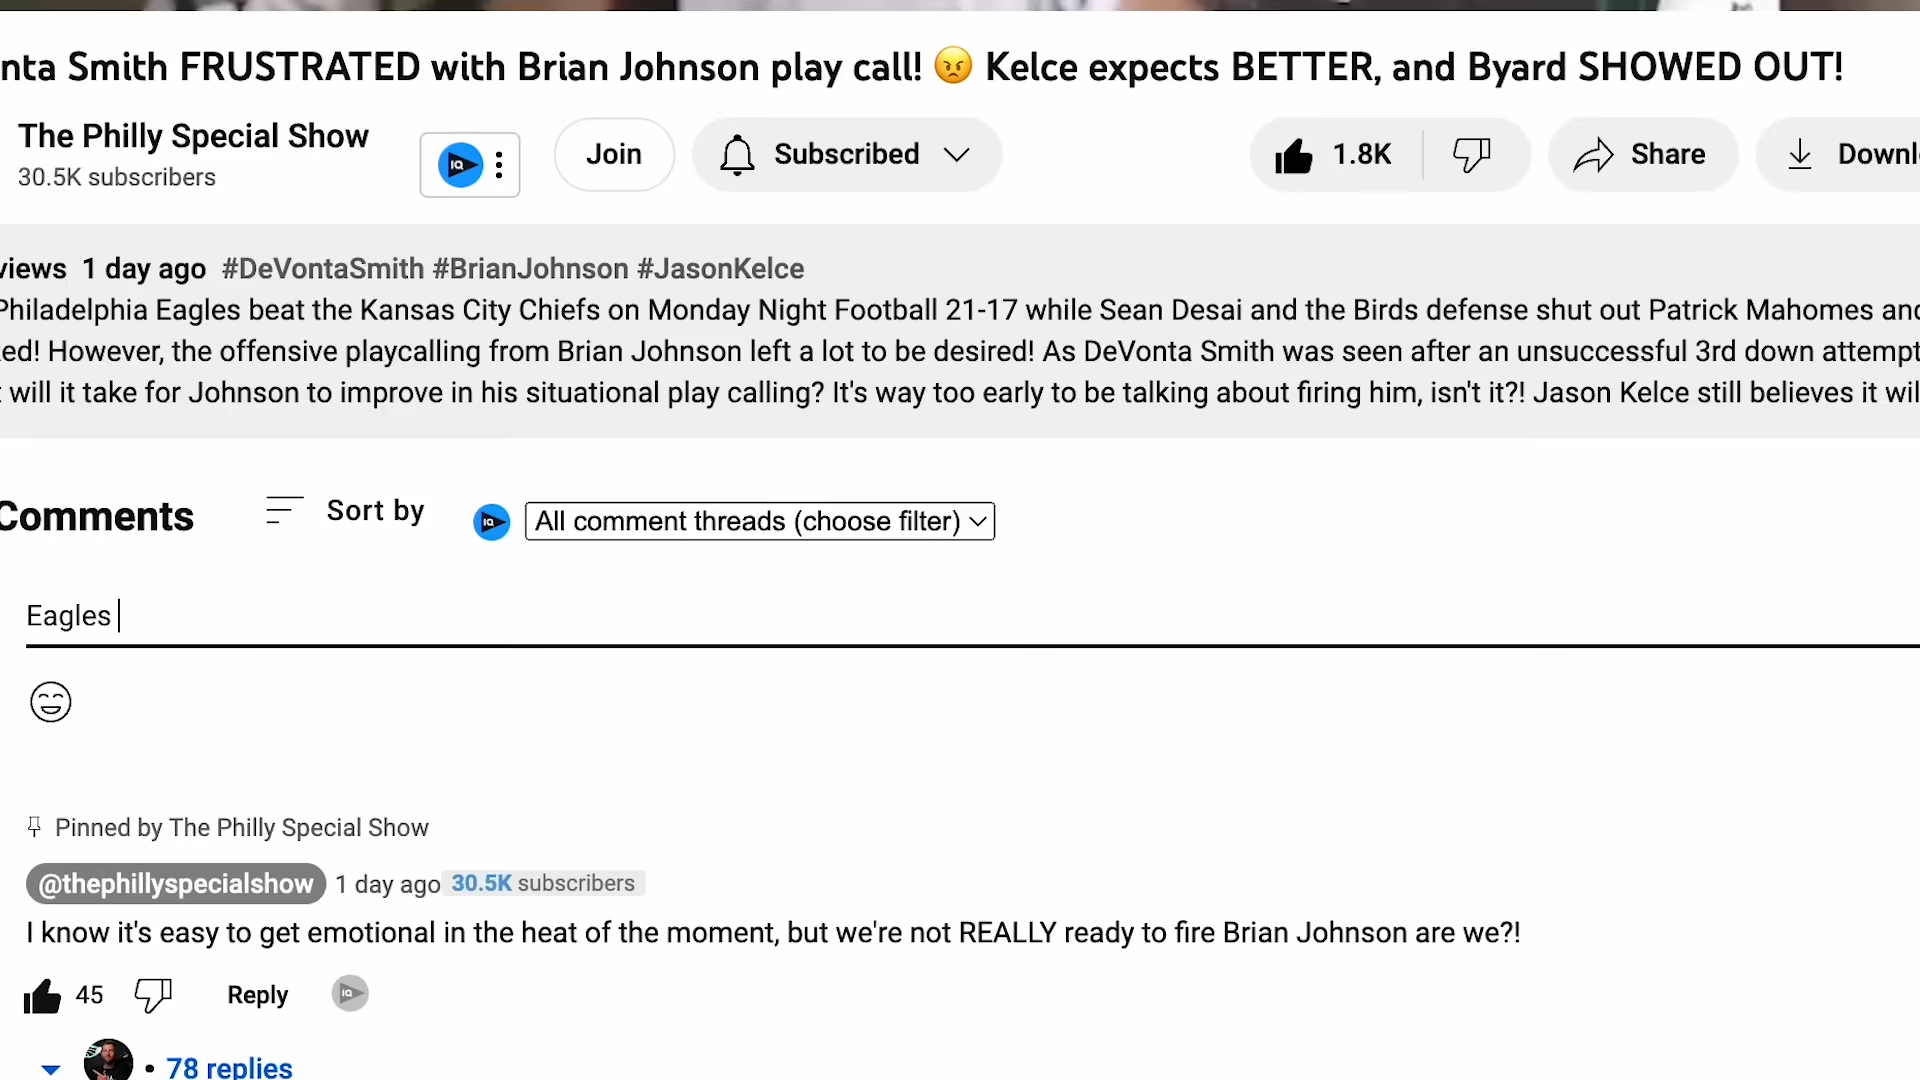 nta Smith FRUSTRATED with Brian Johnson play call! 😠 Kelce expects BETTER, and Byard SHOWED OUT!
The Philly Special Show
30.5K subscribers
IQ
Join
Subscribed
1.8K
Share
Downl
views 1 day ago #DeVontaSmith #BrianJohnson #JasonKelce
Philadelphia Eagles beat the Kansas City Chiefs on Monday Night Football 21-17 while Sean Desai and the Birds defense shut out Patrick Mahomes and
ed! However, the offensive playcalling from Brian Johnson left a lot to be desired! As DeVonta Smith was seen after an unsuccessful 3rd down attempt
will it take for Johnson to improve in his situational play calling? It's way too early to be talking about firing him, isn't it?! Jason Kelce still believes it wil
Comments
Sort by
IQ
All comment threads (choose filter)
Eagles
Pinned by The Philly Special Show
@thephillyspecialshow 1 day ago 30.5K subscribers
I know it's easy to get emotional in the heat of the moment, but we're not REALLY ready to fire Brian Johnson are we?!
45
Reply
IQ
• 78 replies